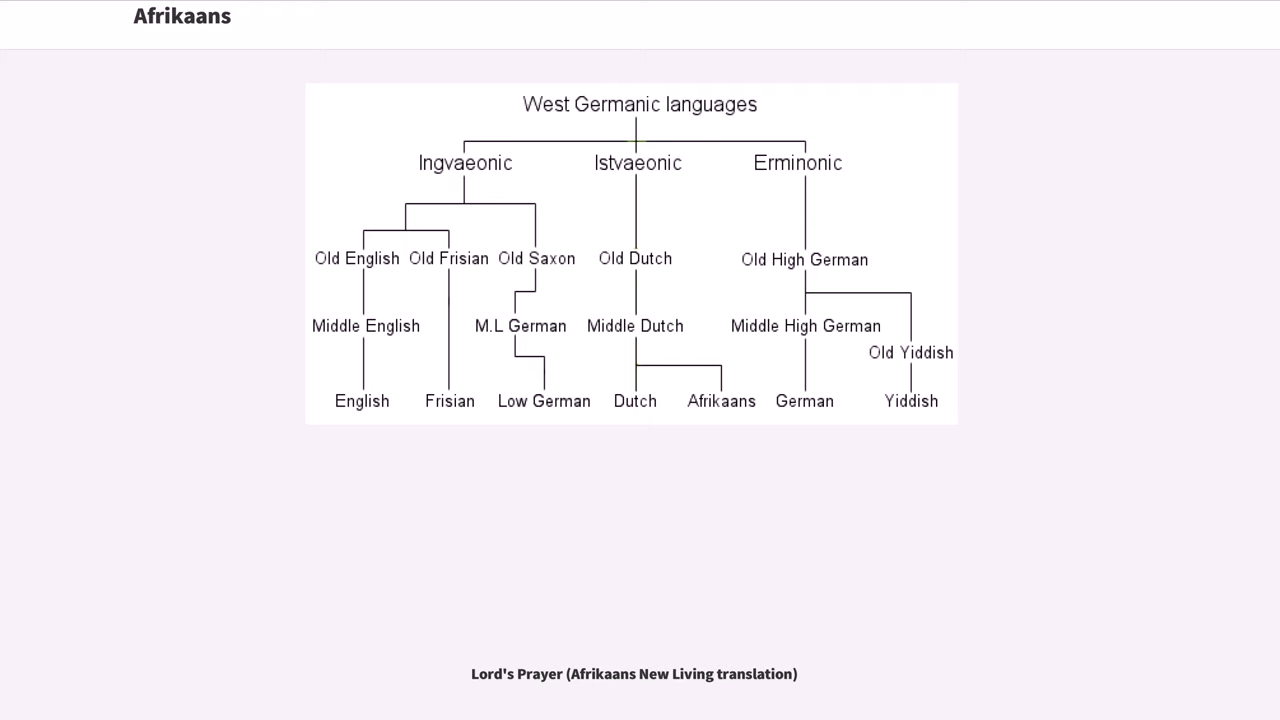 Afrikaans
West Germanic languages
Ingvaeonic Istvaeonic Erminonic
Old English Old Frisian Old Saxon Old Dutch Old High German
Middle English M.L German Middle Dutch Middle High German
Old Yiddish
English Frisian Low German Dutch Afrikaans German Yiddish
Lord's Prayer (Afrikaans New Living translation)